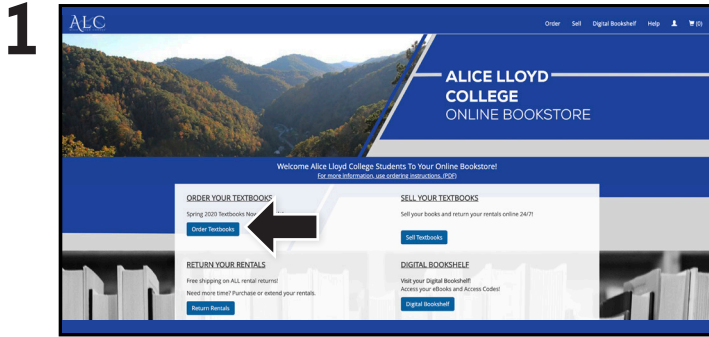 1
ALC
Order Sell Digital Bookshelf Help (0)
ALICE LLOYD
COLLEGE
ONLINE BOOKSTORE
Welcome Alice Lloyd College Students To Your Online Bookstore!
For more information, use ordering instructions. (PDF)
ORDER YOUR TEXTBOOKS
Spring 2020 Textbooks
Order Textbooks
SELL YOUR TEXTBOOKS
Sell your books and return your rentals online 24/7!
Sell Textbooks
RETURN YOUR RENTALS
Free shipping on ALL rental returns!
Need more time? Purchase or extend your rentals.
Return Rentals
DIGITAL BOOKSHELF
Visit your Digital Bookshelf!
Access your eBooks and Access Codes!
Digital Bookshelf